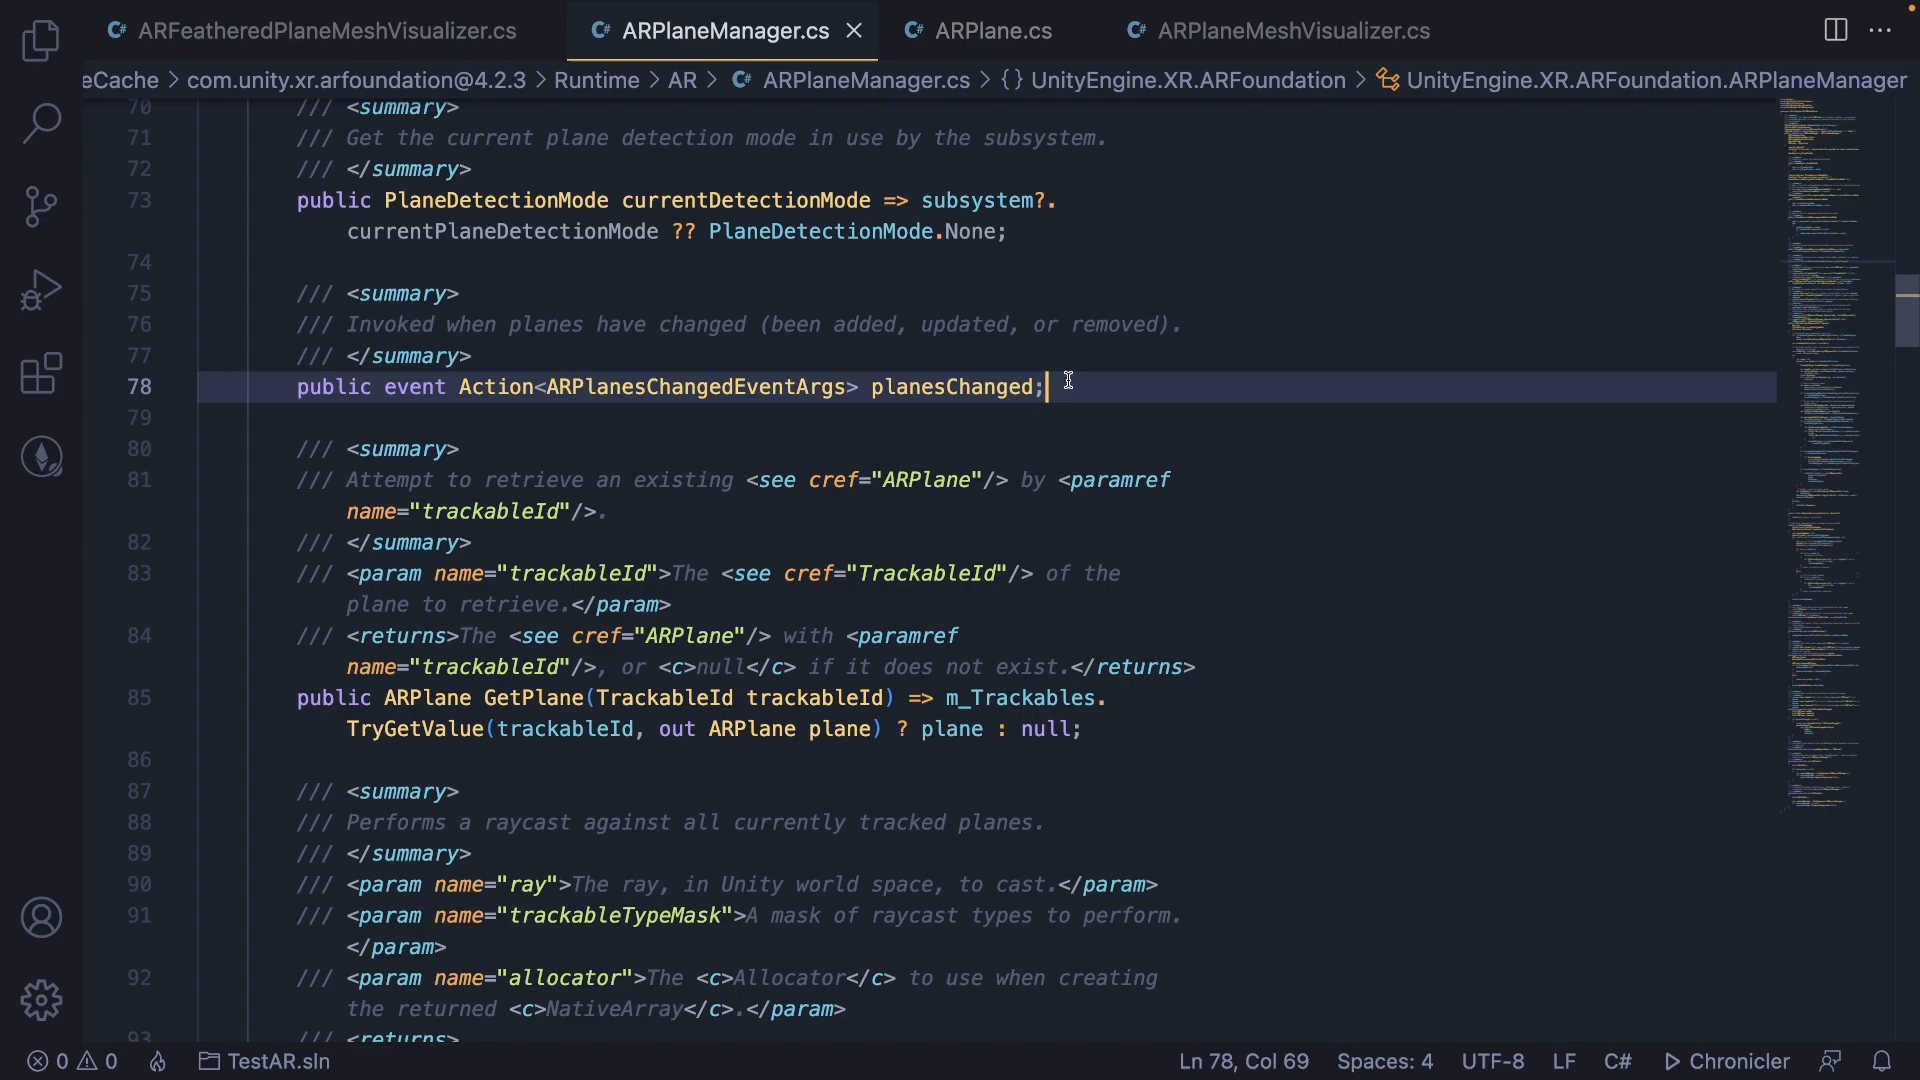 C# ARFeatheredPlaneMeshVisualizer.cs C# ARPlaneManager.cs C# ARPlane.cs C# ARPlaneMeshVisualizer.cs
eCache > com.unity.xr.arfoundation@4.2.3 > Runtime > AR > C# ARPlaneManager.cs > {} UnityEngine.XR.ARFoundation > UnityEngine.XR.ARFoundation.ARPlaneManager
70 /// <summary>
71 /// Get the current plane detection mode in use by the subsystem.
72 /// </summary>
73 public PlaneDetectionMode currentDetectionMode => subsystem?.
currentPlaneDetectionMode ?? PlaneDetectionMode.None;
74
75 /// <summary>
76 /// Invoked when planes have changed (been added, updated, or removed).
77 /// </summary>
78 public event Action<ARPlanesChangedEventArgs> planesChanged;
79
80 /// <summary>
81 /// Attempt to retrieve an existing <see cref="ARPlane"/> by <paramref
name="trackableId"/>.
82 /// </summary>
83 /// <param name="trackableId">The <see cref="TrackableId"/> of the
plane to retrieve.</param>
84 /// <returns>The <see cref="ARPlane"/> with <paramref
name="trackableId"/>, or <c>null</c> if it does not exist.</returns>
85 public ARPlane GetPlane(TrackableId trackableId) => m_Trackables.
TryGetValue(trackableId, out ARPlane plane) ? plane : null;
86
87 /// <summary>
88 /// Performs a raycast against all currently tracked planes.
89 /// </summary>
90 /// <param name="ray">The ray, in Unity world space, to cast.</param>
91 /// <param name="trackableTypeMask">A mask of raycast types to perform.
</param>
92 /// <param name="allocator">The <c>Allocator</c> to use when creating
the returned <c>NativeArray</c>.</param>
93 /// <returns>
0 0 TestAR.sln Ln 78, Col 69 Spaces: 4 UTF-8 LF C# Chronicler